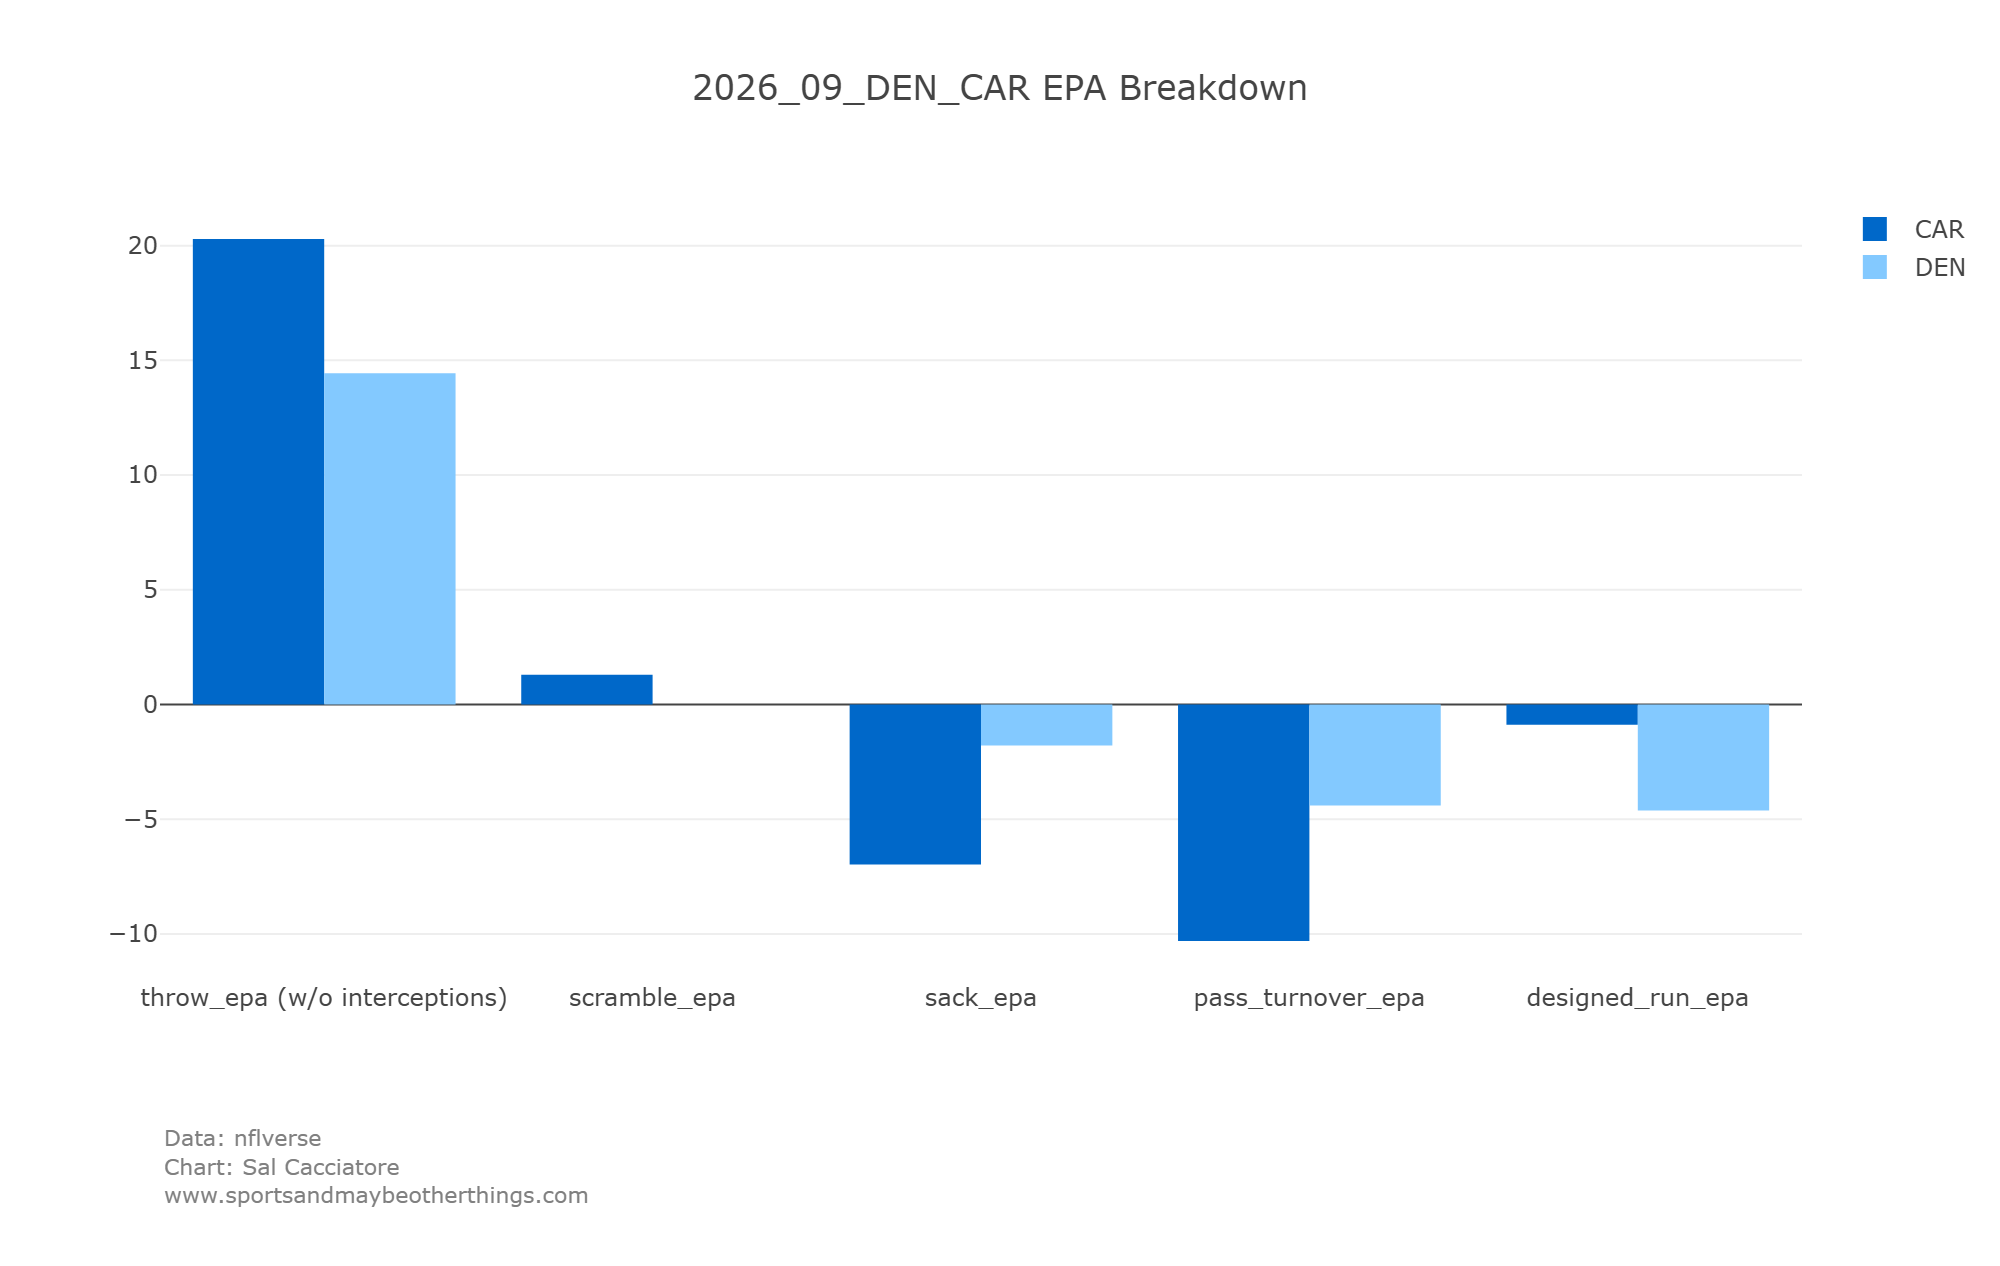 2026_09_DEN_CAR EPA Breakdown
CAR
DEN
20
15
10
5
0
−5
−10
throw_epa (w/o interceptions)
scramble_epa
sack_epa
pass_turnover_epa
designed_run_epa
Data: nflverse
Chart: Sal Cacciatore
www.sportsandmaybeotherthings.com